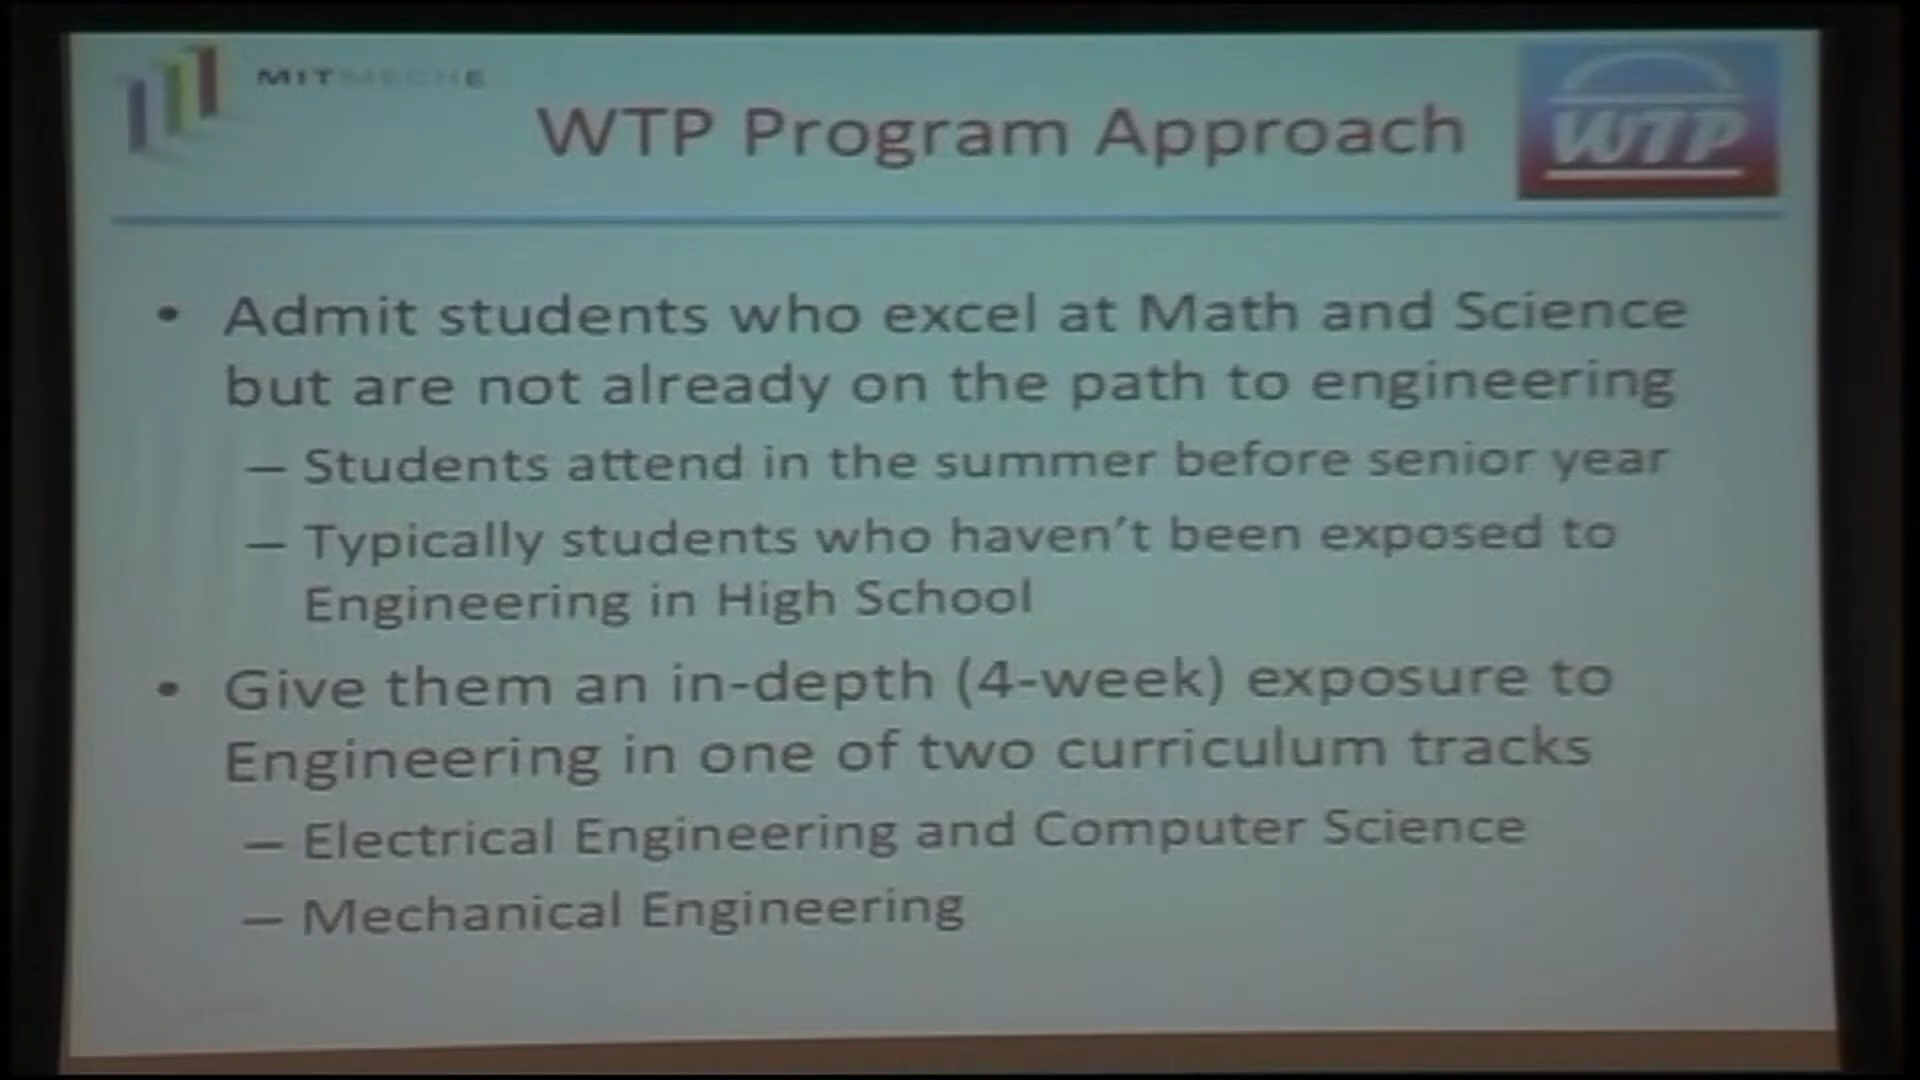 MITMECHE
WTP Program Approach
WTP
• Admit students who excel at Math and Science
but are not already on the path to engineering
– Students attend in the summer before senior year
– Typically students who haven't been exposed to
Engineering in High School
• Give them an in-depth (4-week) exposure to
Engineering in one of two curriculum tracks
– Electrical Engineering and Computer Science
– Mechanical Engineering